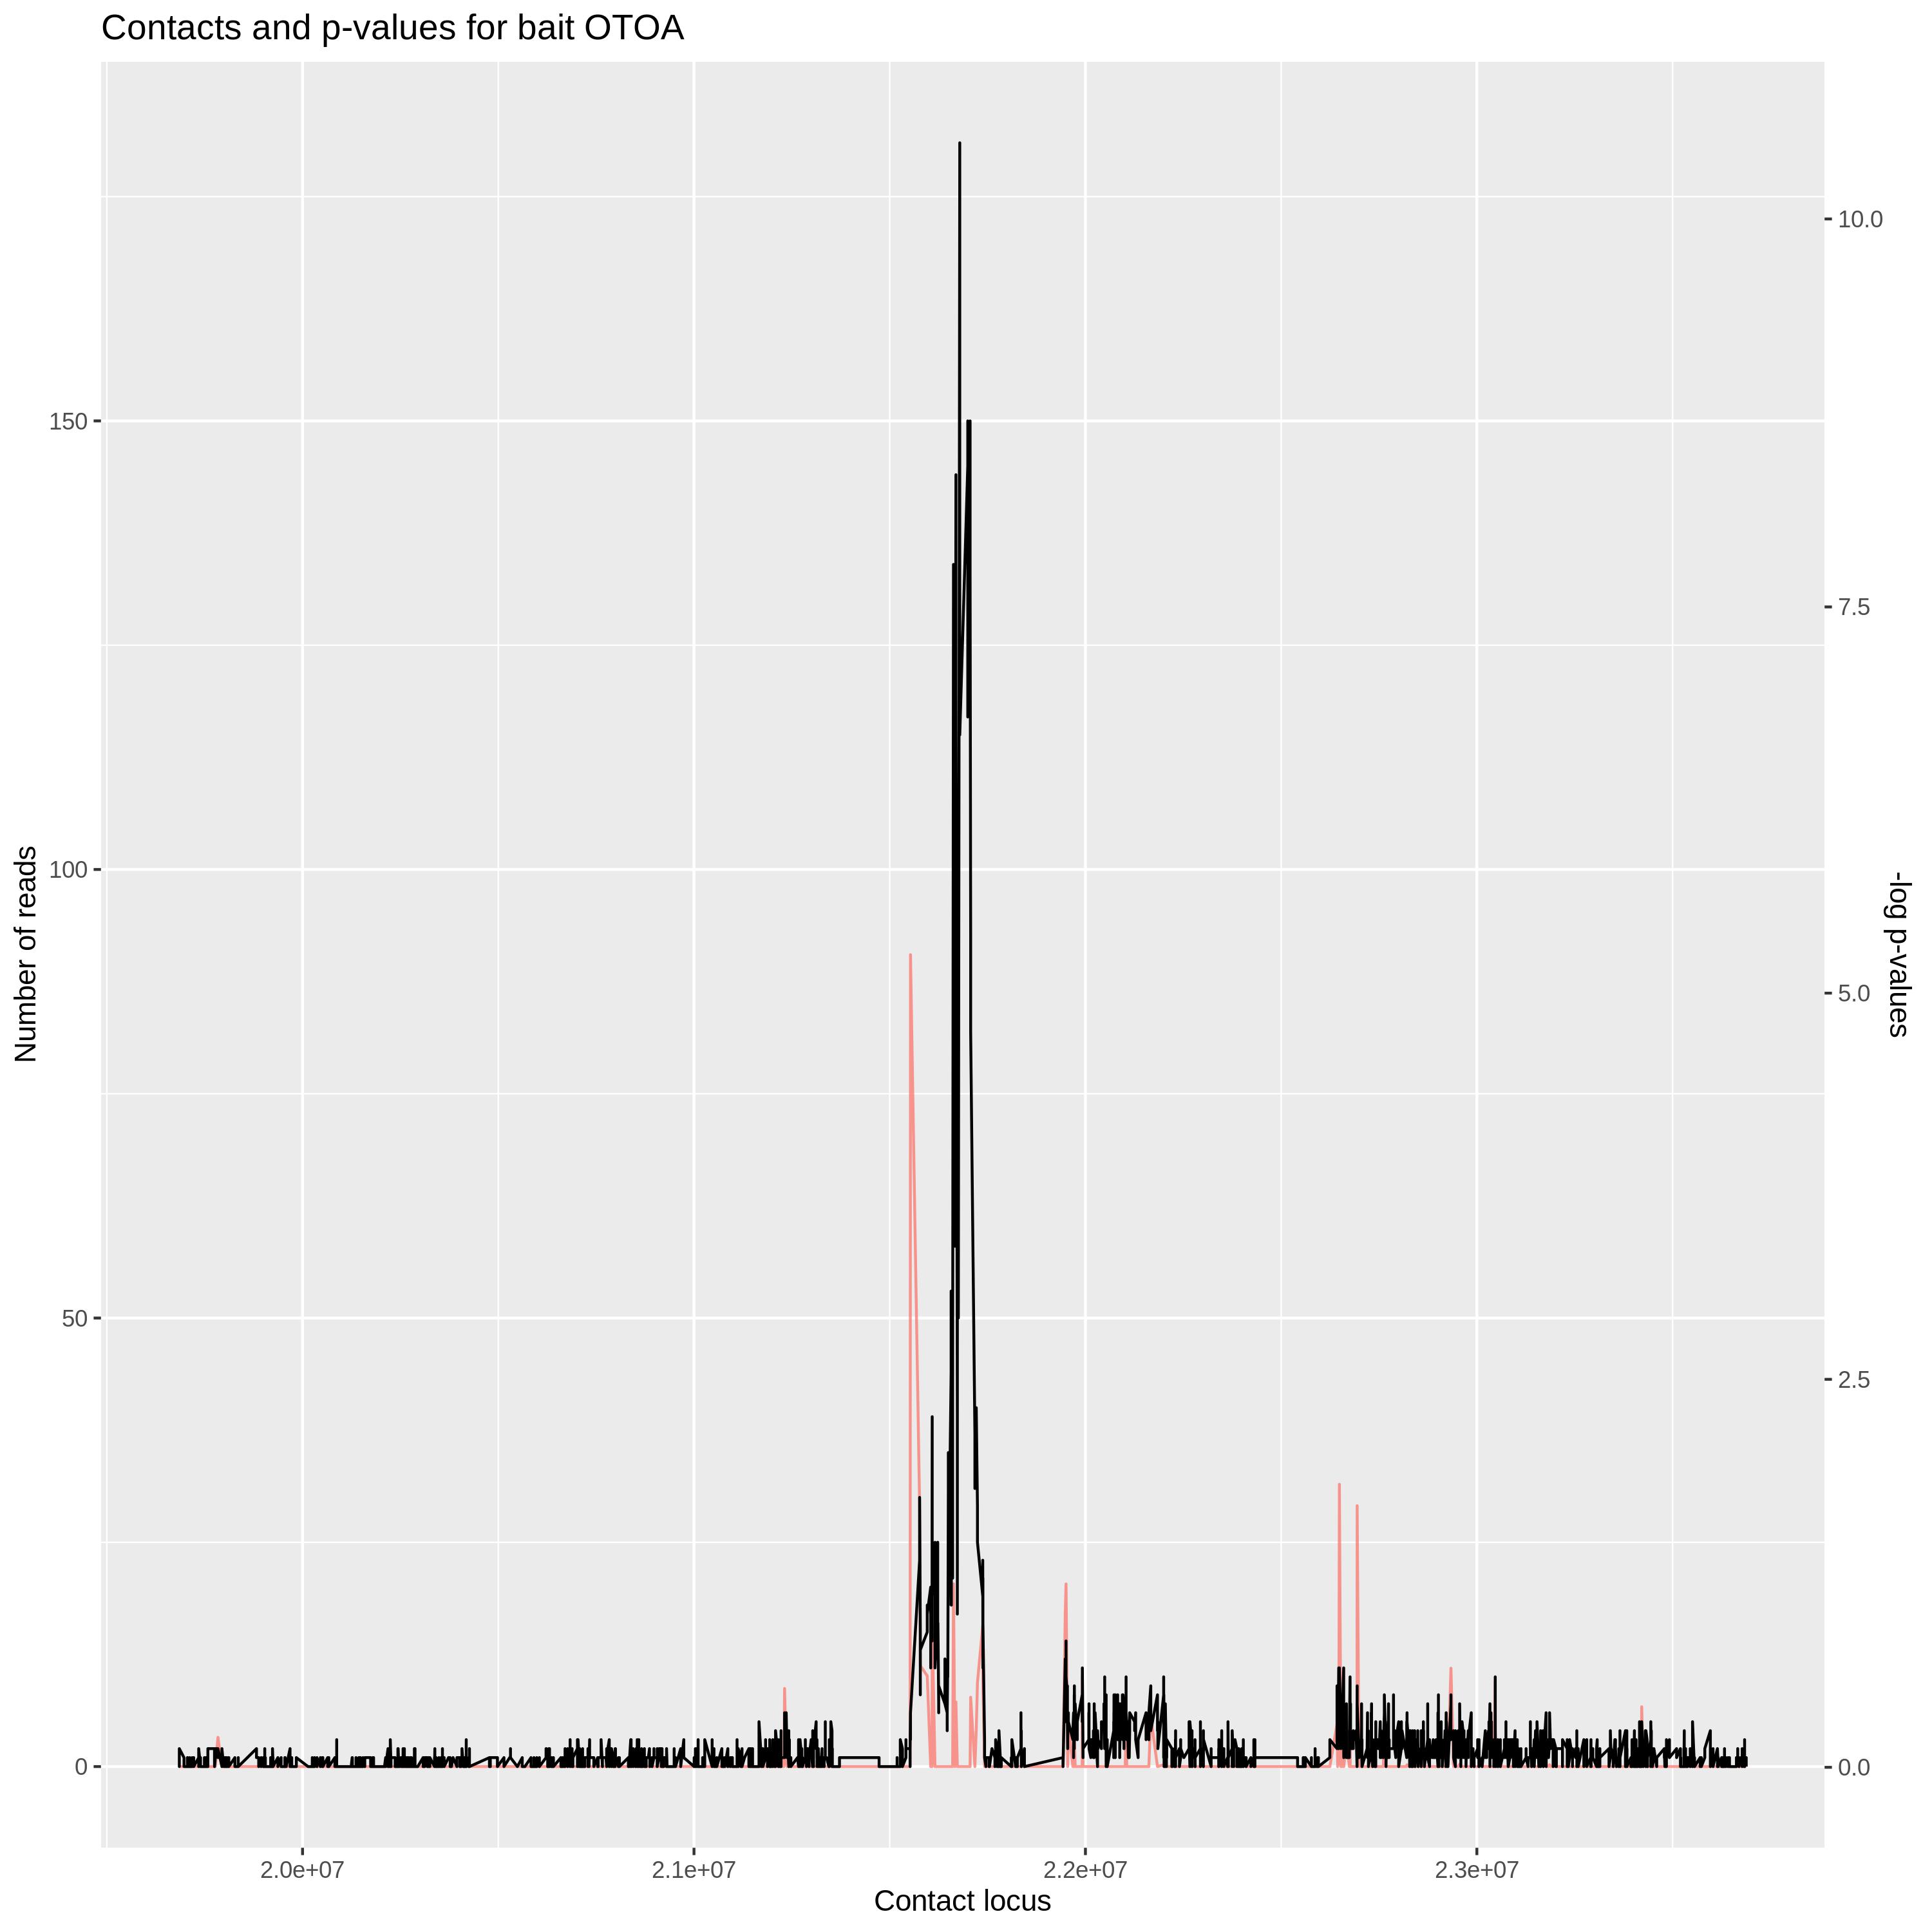 Contacts and p-values for bait OTOA
Number of reads
150
100
50
0
10.0
7.5
5.0
2.5
0.0
-log p-values
2.0e+07
2.1e+07
2.2e+07
2.3e+07
Contact locus